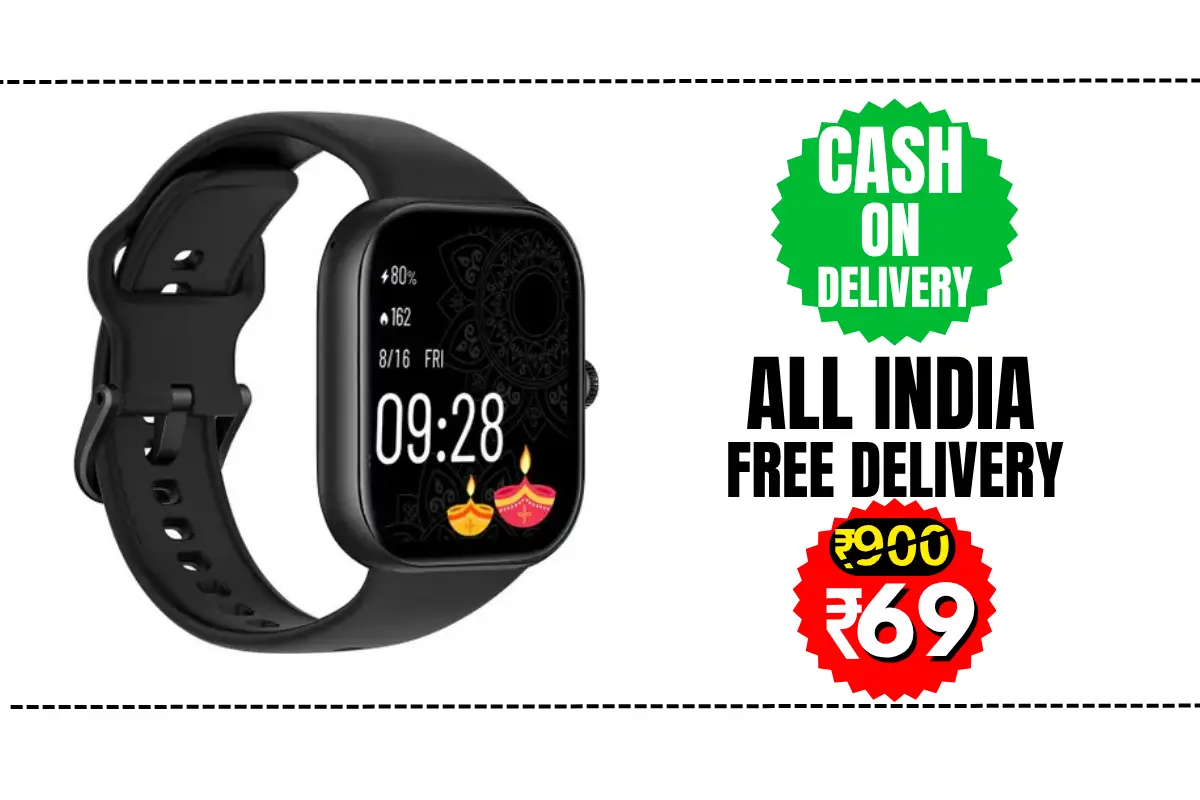 80%
162
8/16 FRI
09:28
CASH
ON
DELIVERY
ALL INDIA
FREE DELIVERY
₹900
₹69